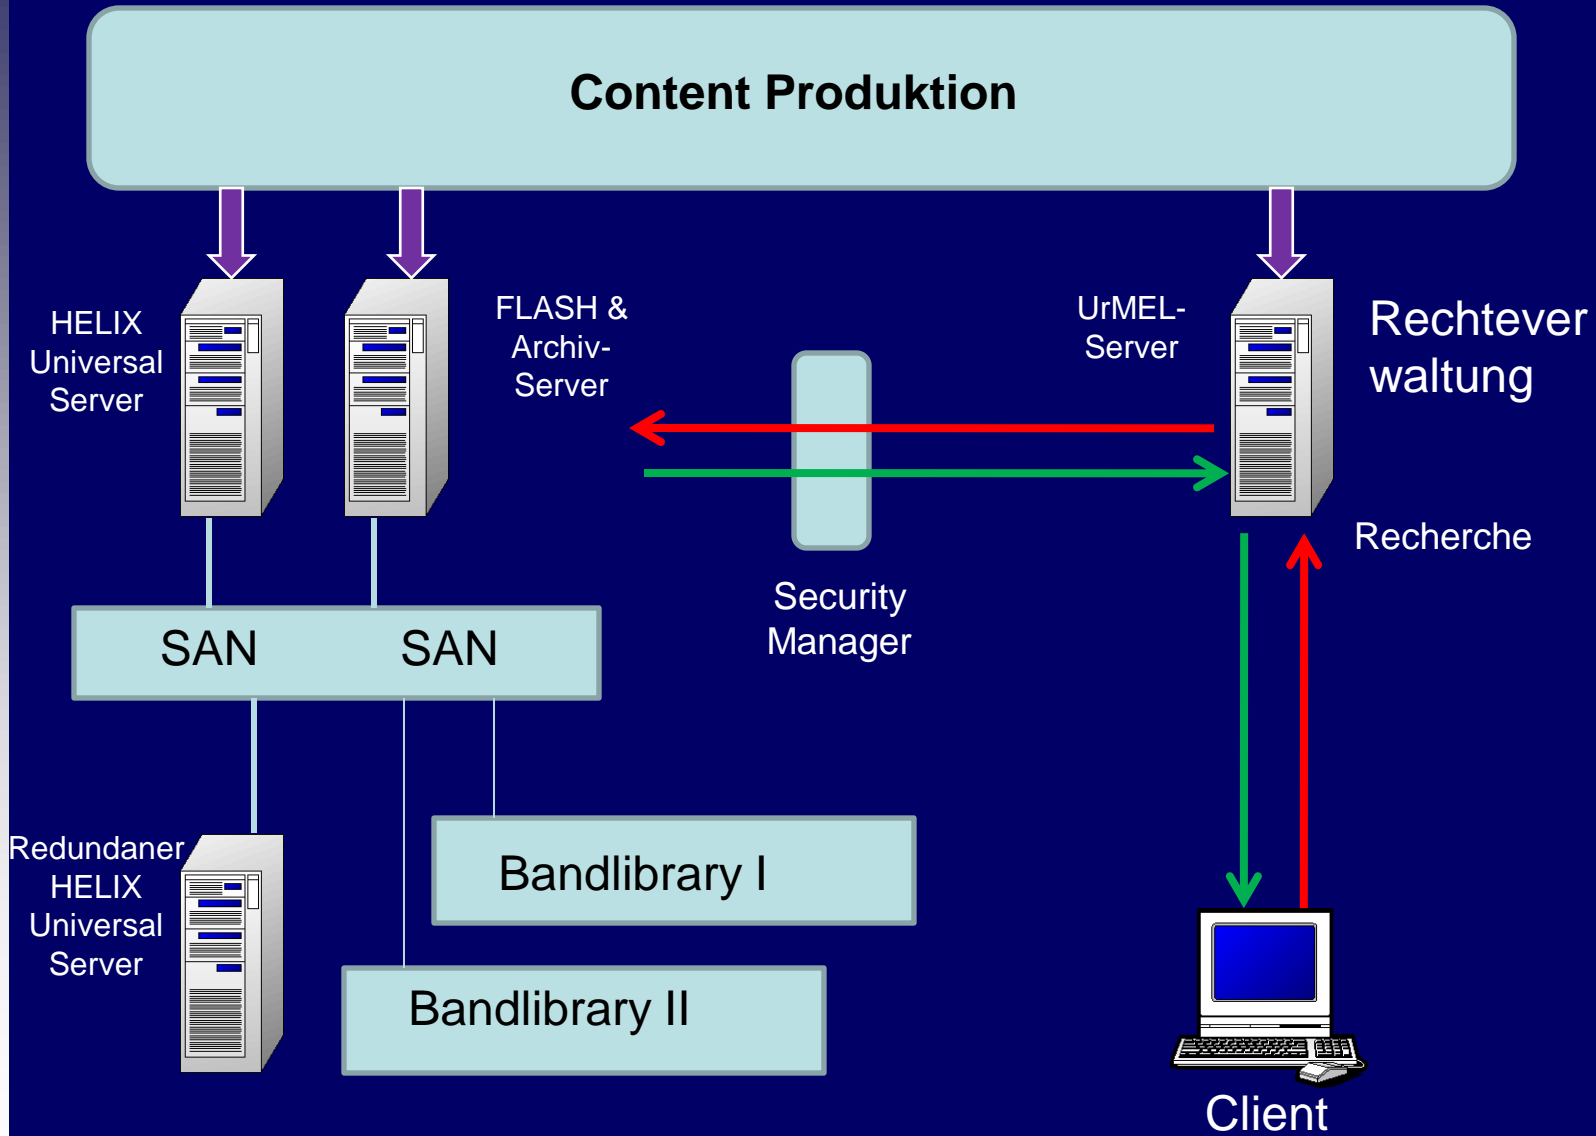 Content Produktion
HELIX
Universal
Server
FLASH &
Archiv-
Server
UrMEL-
Server
Rechtever
waltung
Recherche
Security
Manager
SAN SAN
Redundaner
HELIX
Universal
Server
Bandlibrary I
Bandlibrary II
Client